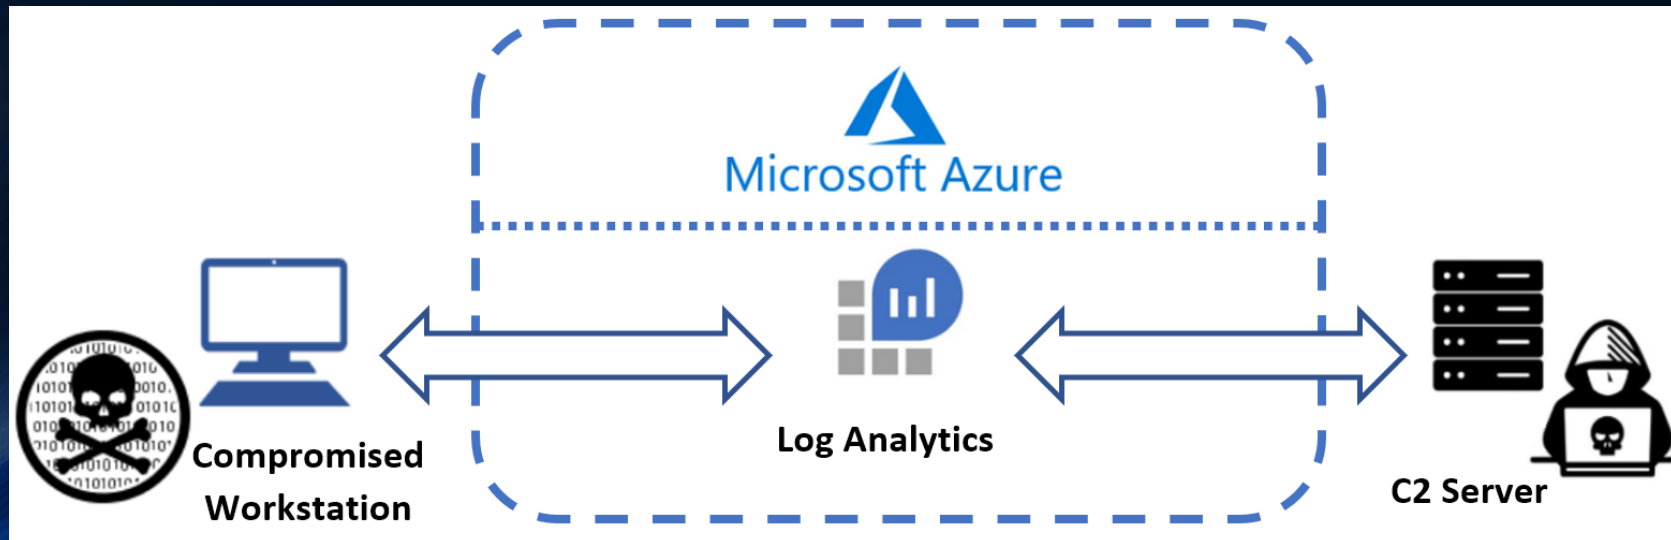 Microsoft Azure
Log Analytics
Compromised
Workstation
C2 Server